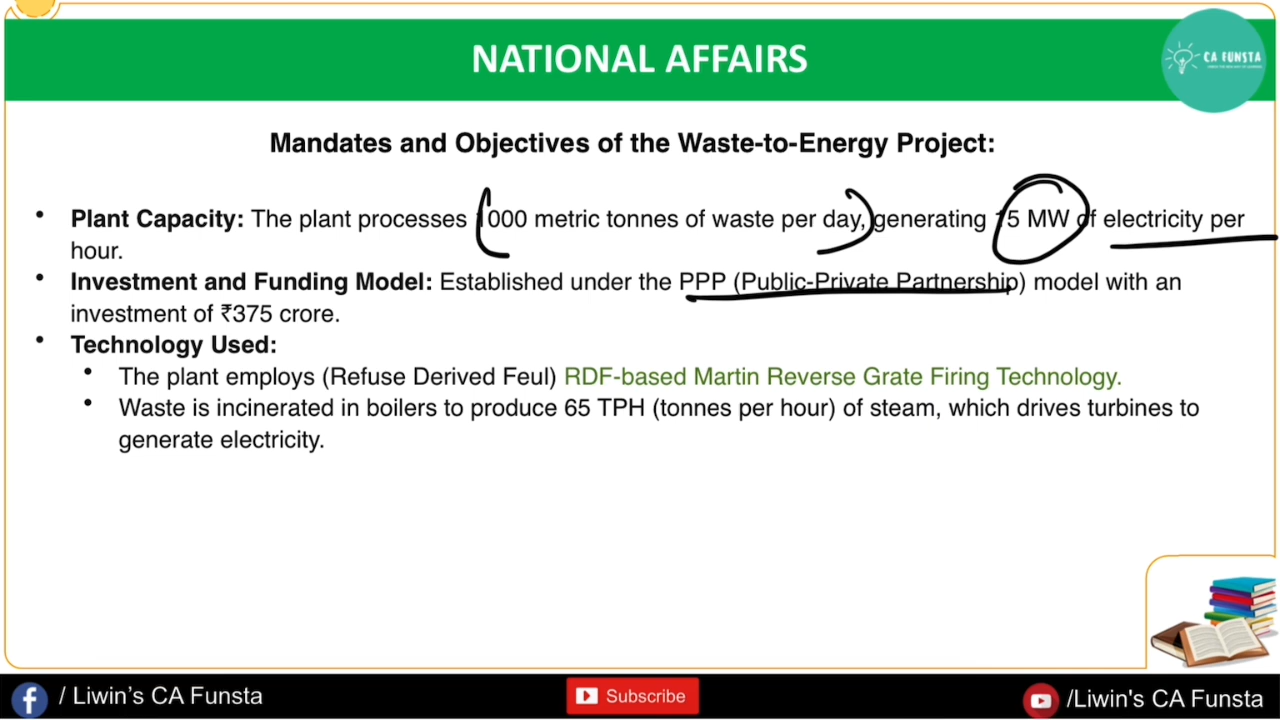 NATIONAL AFFAIRS
CA FUNSTA
Mandates and Objectives of the Waste-to-Energy Project:
• Plant Capacity: The plant processes 1000 metric tonnes of waste per day, generating 15 MW of electricity per
hour.
• Investment and Funding Model: Established under the PPP (Public-Private Partnership) model with an
investment of ₹375 crore.
• Technology Used:
• The plant employs (Refuse Derived Feul) RDF-based Martin Reverse Grate Firing Technology.
• Waste is incinerated in boilers to produce 65 TPH (tonnes per hour) of steam, which drives turbines to
generate electricity.
/ Liwin's CA Funsta
Subscribe
/Liwin's CA Funsta